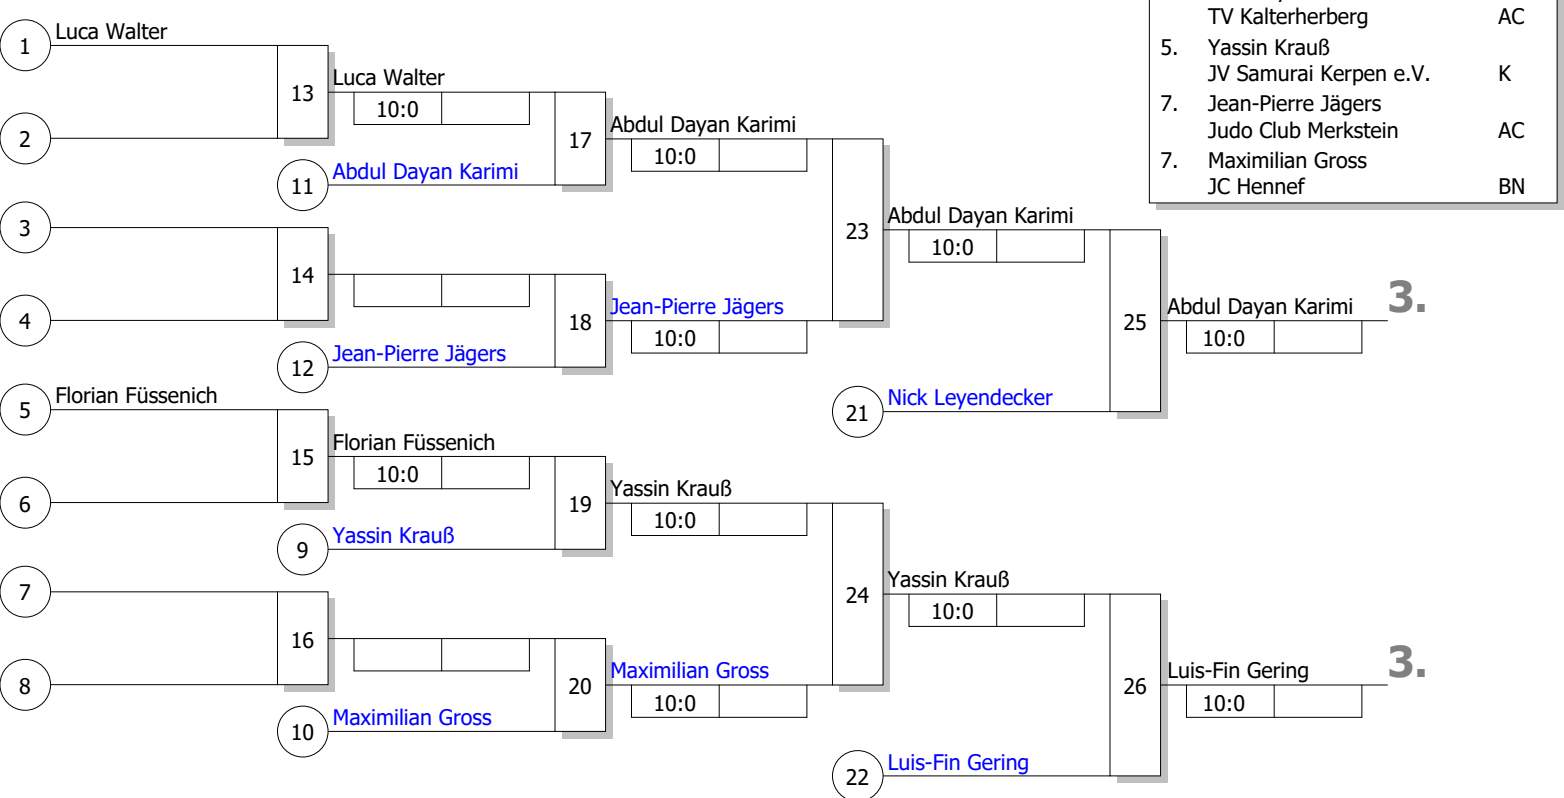 TV Kalterherberg AC
5. Yassin Krauß
JV Samurai Kerpen e.V. K
7. Jean-Pierre Jägers
Judo Club Merkstein AC
7. Maximilian Gross
JC Hennef BN
1 Luca Walter
13 Luca Walter
10:0
2
17 Abdul Dayan Karimi
10:0
11 Abdul Dayan Karimi
3
23 Abdul Dayan Karimi
10:0
14
4
18 Jean-Pierre Jägers
10:0
12 Jean-Pierre Jägers
25 Abdul Dayan Karimi 3.
10:0
5 Florian Füssenich
21 Nick Leyendecker
15 Florian Füssenich
10:0
6
19 Yassin Krauß
10:0
9 Yassin Krauß
7
24 Yassin Krauß
10:0
16
8
20 Maximilian Gross
10:0
10 Maximilian Gross
26 Luis-Fin Gering 3.
10:0
22 Luis-Fin Gering